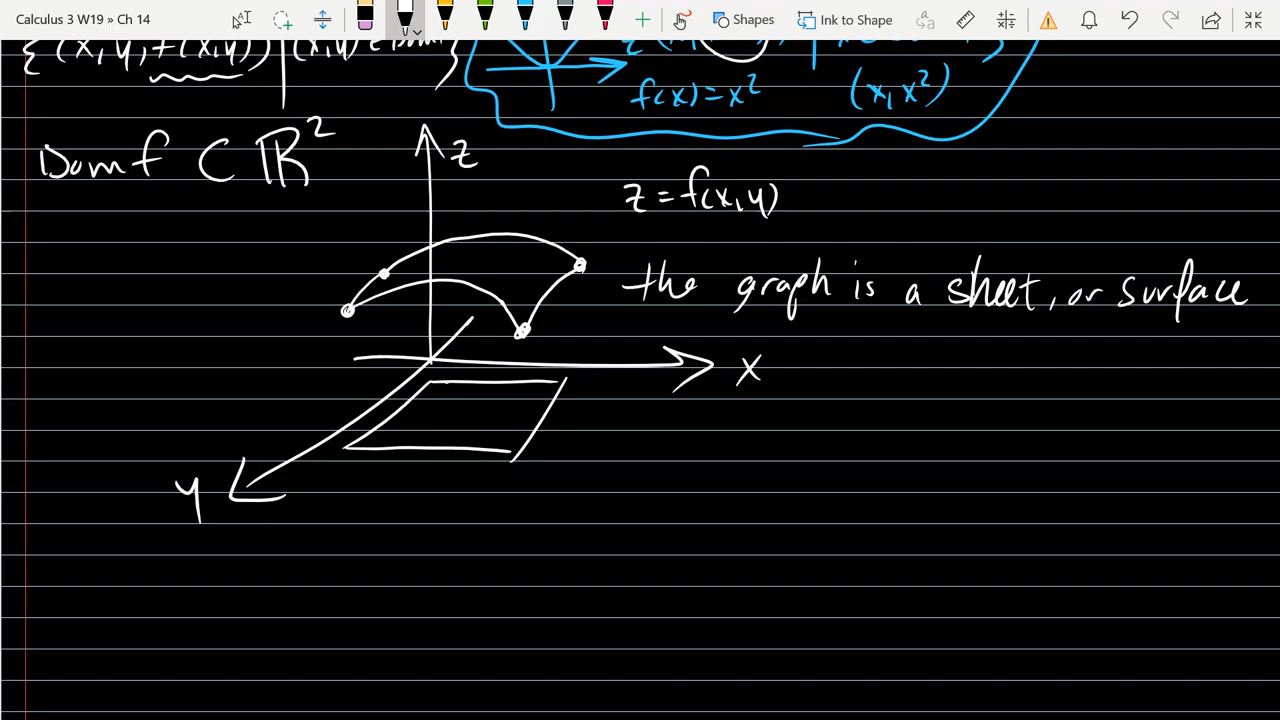 Calculus 3 W19 » Ch 14
Shapes
Ink to Shape
{(x, y, f(x,y)) | (x,y) ∈ Dom f}
f(x) = x²
(x, x²)
Dom f ⊂ ℝ²
z
z = f(x,y)
the graph is a sheet, or surface
x
y